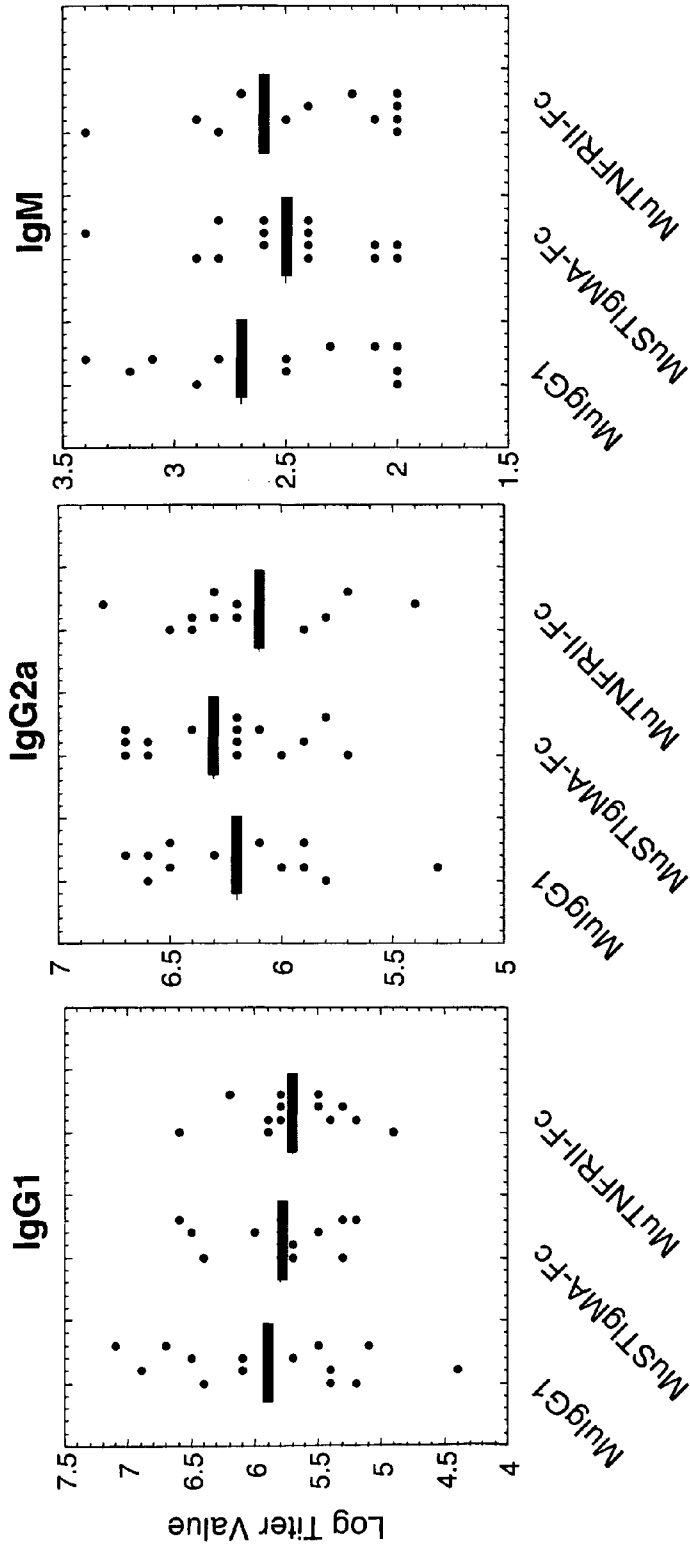 IgG1
Log Titer Value
7.5
7
6.5
6
5.5
5
4.5
4
MuIgG1
MuSTIgMA-Fc
MuTNFRII-Fc
IgG2a
7
6.5
6
5.5
5
MuIgG1
MuSTIgMA-Fc
MuTNFRII-Fc
IgM
3.5
3
2.5
2
1.5
MuIgG1
MuSTIgMA-Fc
MuTNFRII-Fc